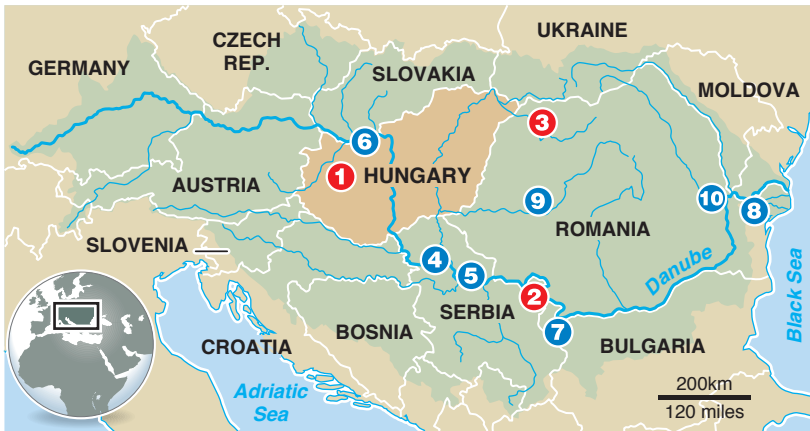 UKRAINE
CZECH
REP.
GERMANY
SLOVAKIA
MOLDOVA
3
6
1
HUNGARY
AUSTRIA
9
10
8
ROMANIA
SLOVENIA
4
5
Danube
2
SERBIA
7
BOSNIA
CROATIA
BULGARIA
Black Sea
Adriatic
Sea
200km
120 miles